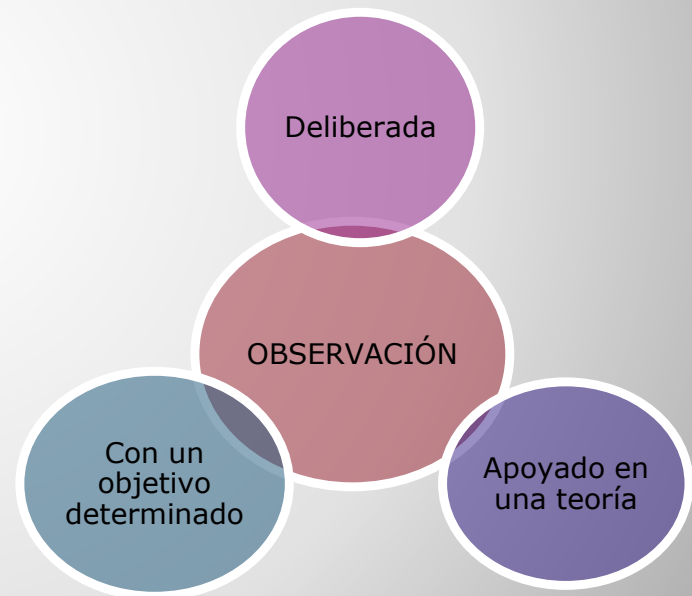 Deliberada
OBSERVACIÓN
Con un
objetivo
determinado
Apoyado en
una teoría